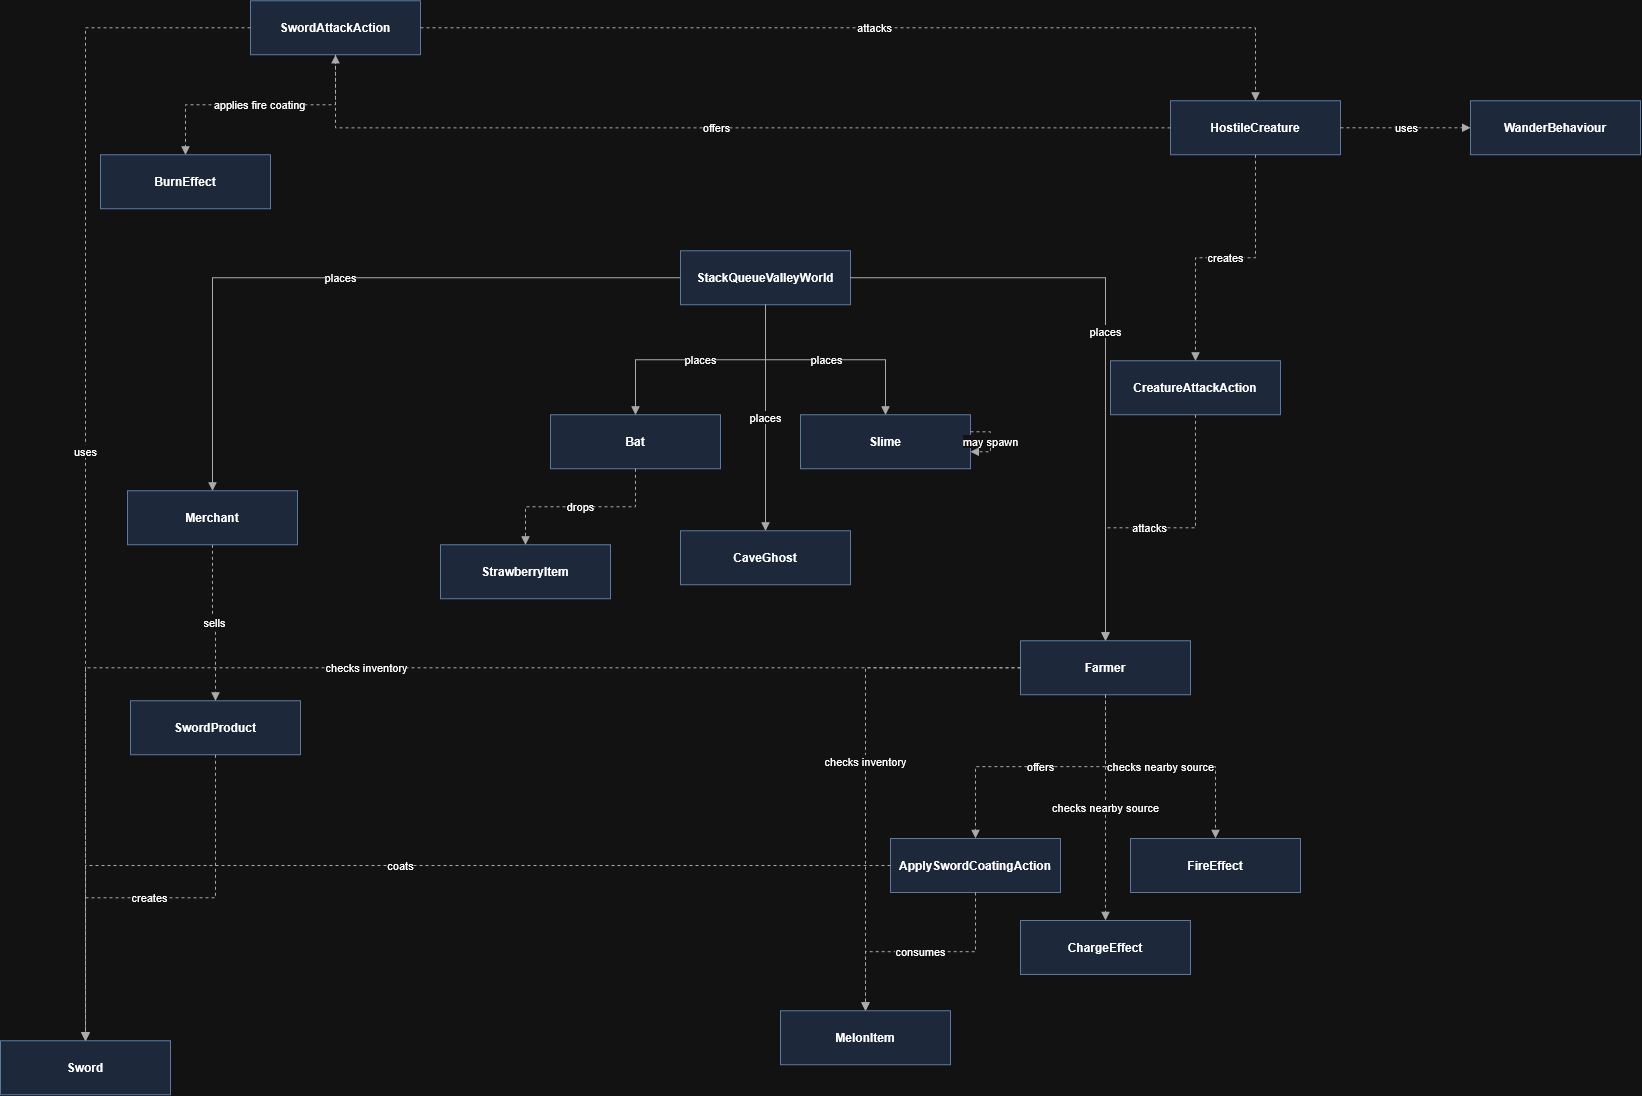 SwordAttackAction
attacks
applies fire coating
offers
HostileCreature
uses
WanderBehaviour
BurnEffect
creates
StackQueueValleyWorld
places
places
places
places
places
CreatureAttackAction
Bat
Slime
may spawn
uses
Merchant
drops
attacks
StrawberryItem
CaveGhost
sells
checks inventory
Farmer
SwordProduct
checks inventory
offers
checks nearby source
checks nearby source
coats
ApplySwordCoatingAction
FireEffect
creates
consumes
ChargeEffect
MelonItem
Sword